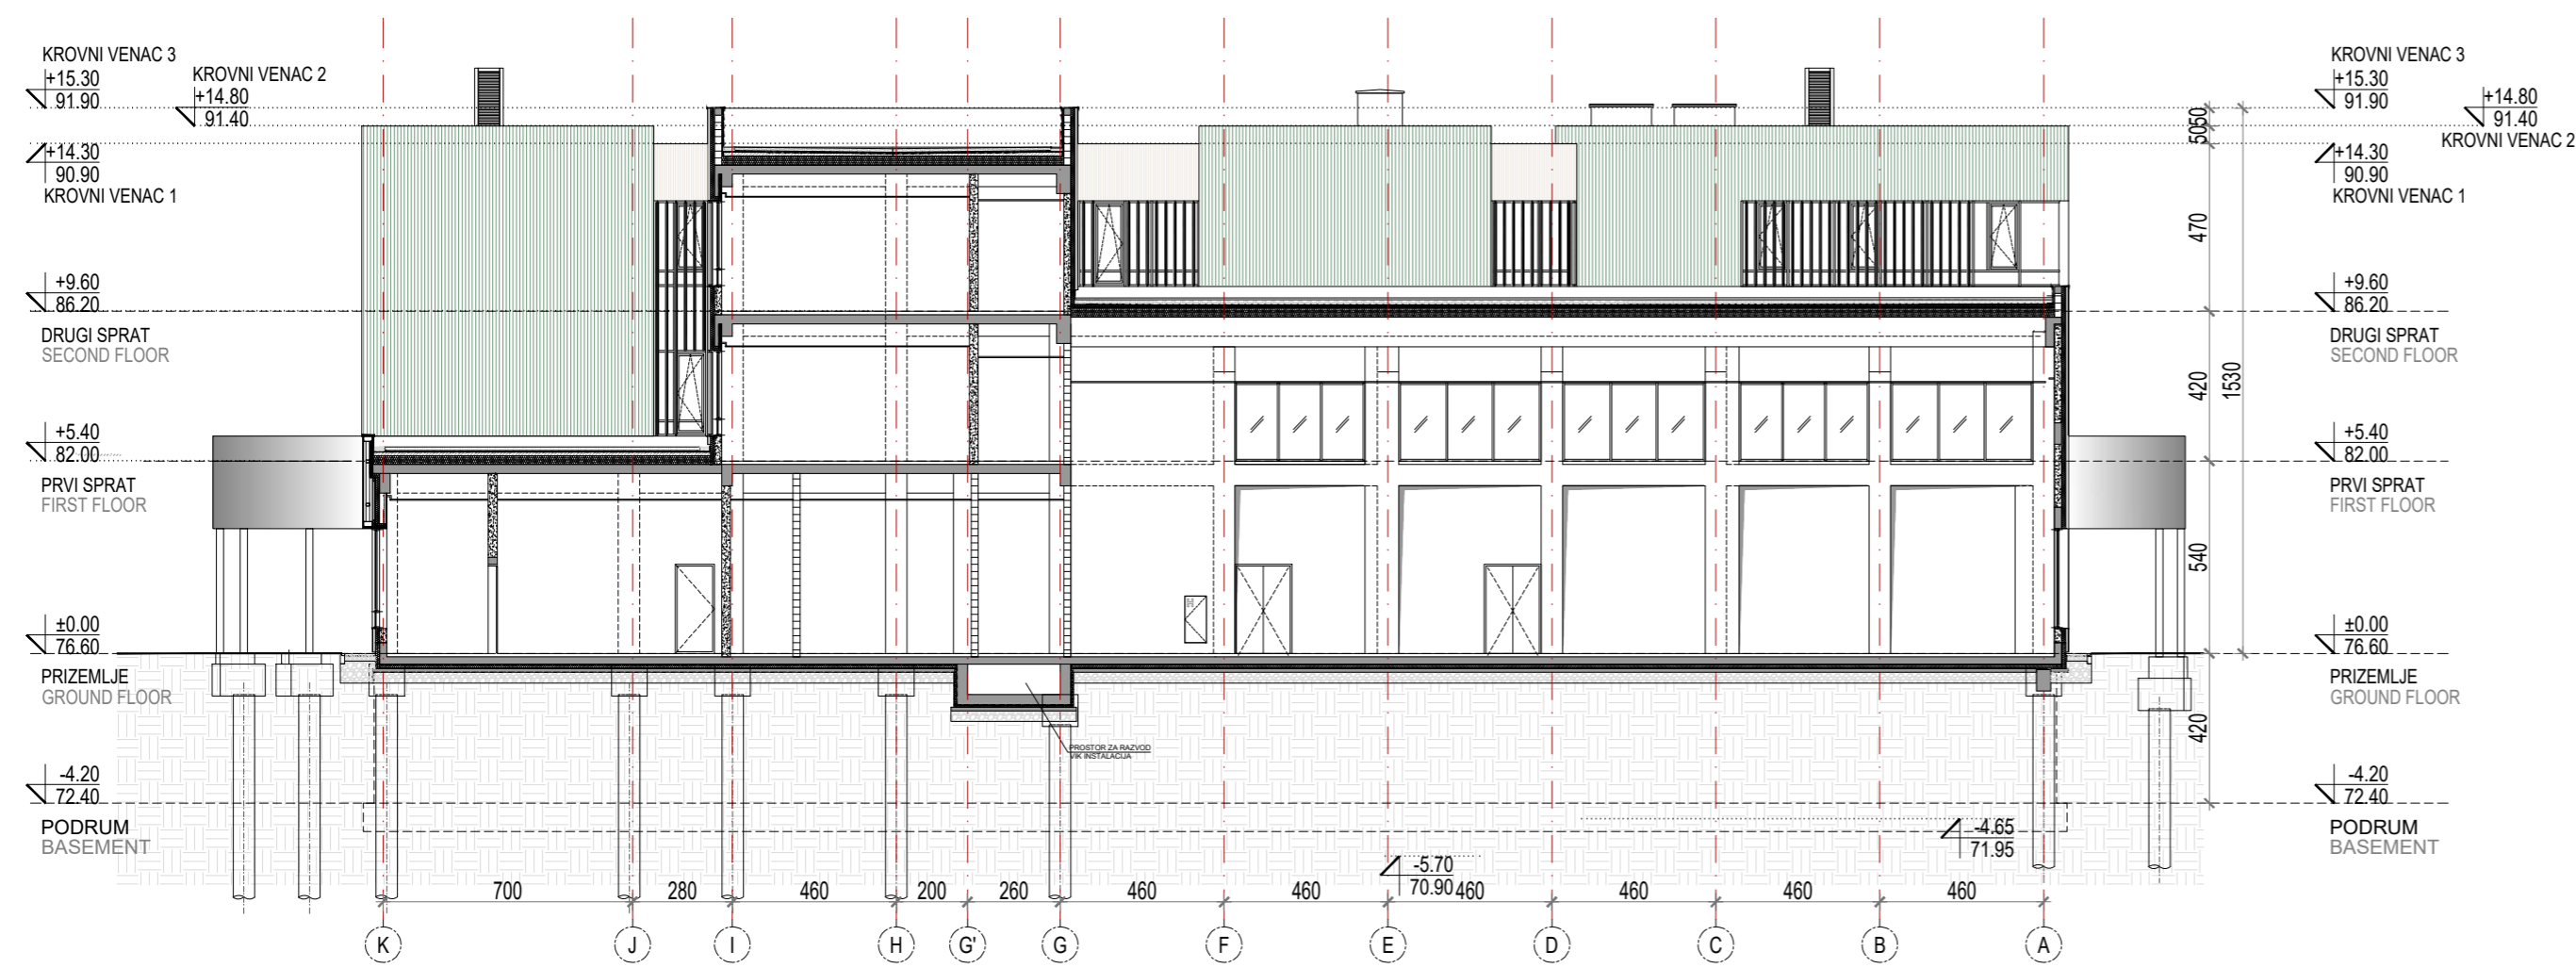 KROVNI VENAC 3
+15.30
91.90
KROVNI VENAC 2
+14.80
91.40
+14.30
90.90
KROVNI VENAC 1
+9.60
86.20
DRUGI SPRAT
SECOND FLOOR
+5.40
82.00
PRVI SPRAT
FIRST FLOOR
±0.00
76.60
PRIZEMLJE
GROUND FLOOR
-4.20
72.40
PODRUM
BASEMENT
PROSTOR ZA RAZVOD
VIK INSTALACIJA
-5.70
70.90
-4.65
71.95
700 280 460 200 260 460 460 460 460 460 460
K J I H G' G F E D C B A
50 50
470
420
540
420
1530
KROVNI VENAC 3
+15.30
91.90
+14.80
91.40
KROVNI VENAC 2
+14.30
90.90
KROVNI VENAC 1
+9.60
86.20
DRUGI SPRAT
SECOND FLOOR
+5.40
82.00
PRVI SPRAT
FIRST FLOOR
±0.00
76.60
PRIZEMLJE
GROUND FLOOR
-4.20
72.40
PODRUM
BASEMENT